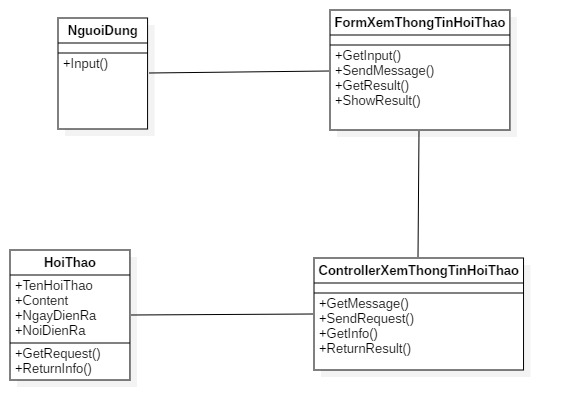 NguoiDung
+Input()
FormXemThongTinHoiThao
+GetInput()
+SendMessage()
+GetResult()
+ShowResult()
HoiThao
+TenHoiThao
+Content
+NgayDienRa
+NoiDienRa
+GetRequest()
+ReturnInfo()
ControllerXemThongTinHoiThao
+GetMessage()
+SendRequest()
+GetInfo()
+ReturnResult()